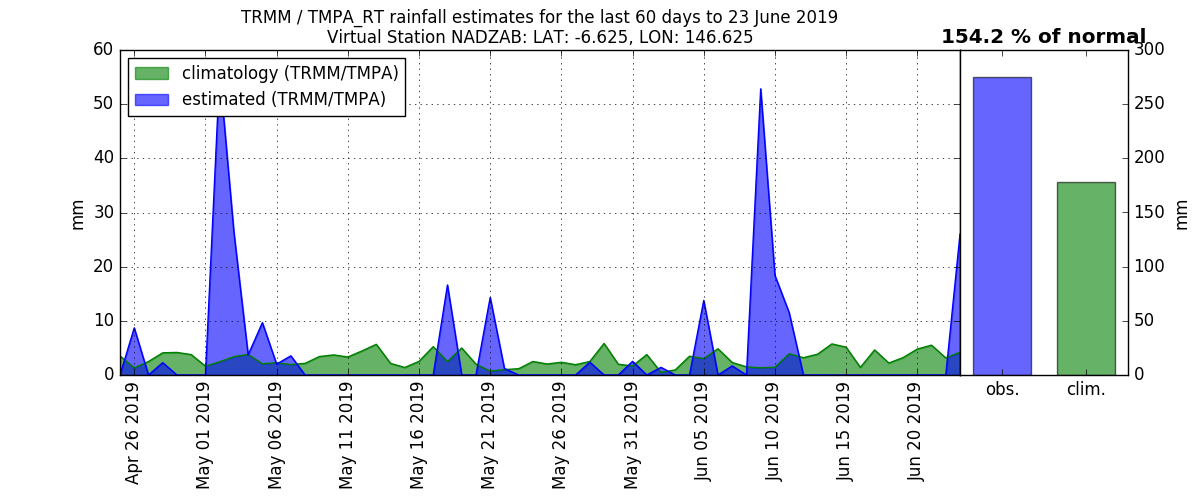 TRMM / TMPA_RT rainfall estimates for the last 60 days to 23 June 2019
Virtual Station NADZAB: LAT: -6.625, LON: 146.625
154.2 % of normal
climatology (TRMM/TMPA)
estimated (TRMM/TMPA)
mm
60
50
40
30
20
10
0
Apr 26 2019
May 01 2019
May 06 2019
May 11 2019
May 16 2019
May 21 2019
May 26 2019
May 31 2019
Jun 05 2019
Jun 10 2019
Jun 15 2019
Jun 20 2019
obs.
clim.
300
250
200
150
100
50
0
mm